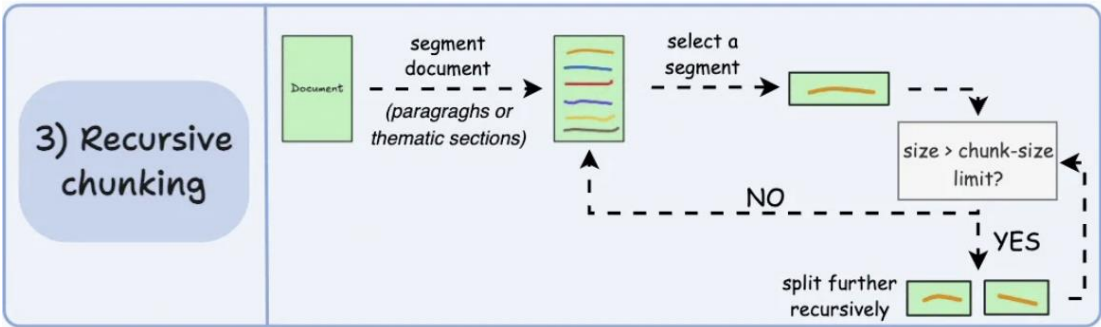 3) Recursive
chunking
Document
segment
document
(paragraghs or
thematic sections)
select a
segment
size > chunk-size
limit?
NO
YES
split further
recursively